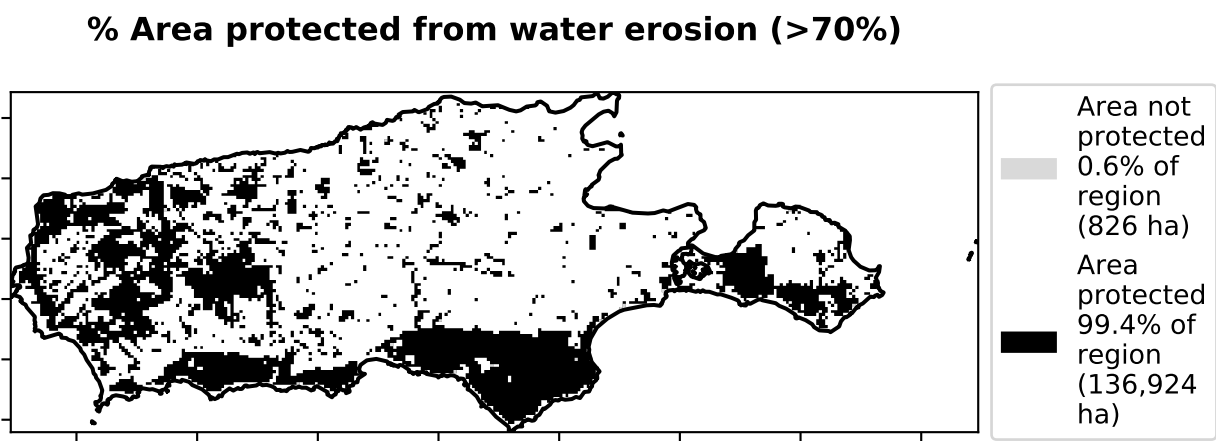 % Area protected from water erosion (>70%)
Area not
protected
0.6% of
region
(826 ha)
Area
protected
99.4% of
region
(136,924
ha)